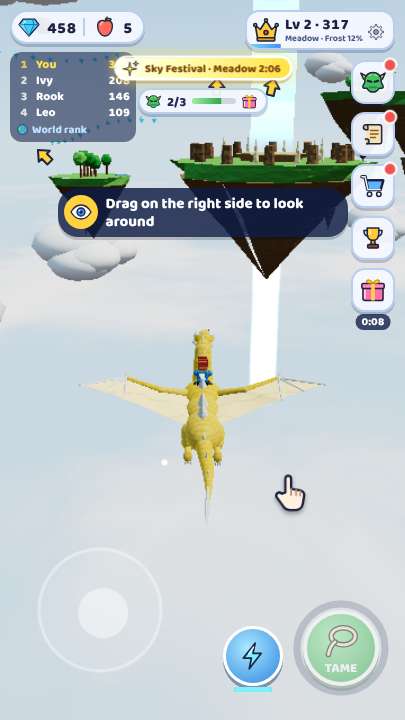 458 5
Lv 2 · 317
Meadow · Frost 12%
1 You
2 Ivy
3 Rook 146
4 Leo 109
World rank
Sky Festival · Meadow 2:06
2/3
Drag on the right side to look
around
0:08
TAME